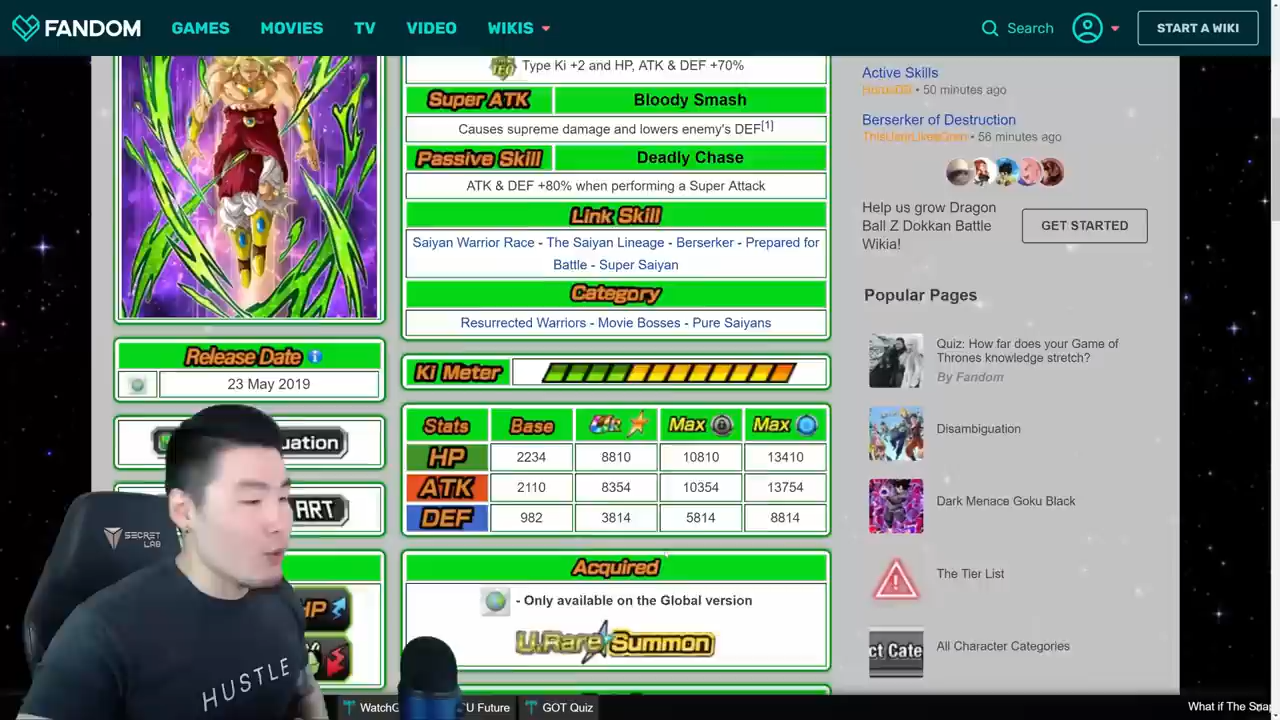 FANDOM
GAMES
MOVIES
TV
VIDEO
WIKIS
Search
START A WIKI
TEQ Type Ki +2 and HP, ATK & DEF +70%
Super ATK
Bloody Smash
Causes supreme damage and lowers enemy's DEF[1]
Passive Skill
Deadly Chase
ATK & DEF +80% when performing a Super Attack
Link Skill
Saiyan Warrior Race - The Saiyan Lineage - Berserker - Prepared for
Battle - Super Saiyan
Category
Resurrected Warriors - Movie Bosses - Pure Saiyans
Release Date
23 May 2019
Ki Meter
Stats Base Max Max
HP 2234 8810 10810 13410
ATK 2110 8354 10354 13754
DEF 982 3814 5814 8814
Acquired
- Only available on the Global version
U.Rare Summon
uation
ART
HP
SECRET
LAB
HUSTLE
Active Skills
• 50 minutes ago
Berserker of Destruction
• 56 minutes ago
Help us grow Dragon
Ball Z Dokkan Battle
Wikia!
GET STARTED
Popular Pages
Quiz: How far does your Game of
Thrones knowledge stretch?
By Fandom
Disambiguation
Dark Menace Goku Black
The Tier List
ct Cate
All Character Categories
WatchG
CU Future
GOT Quiz
What if The Snap